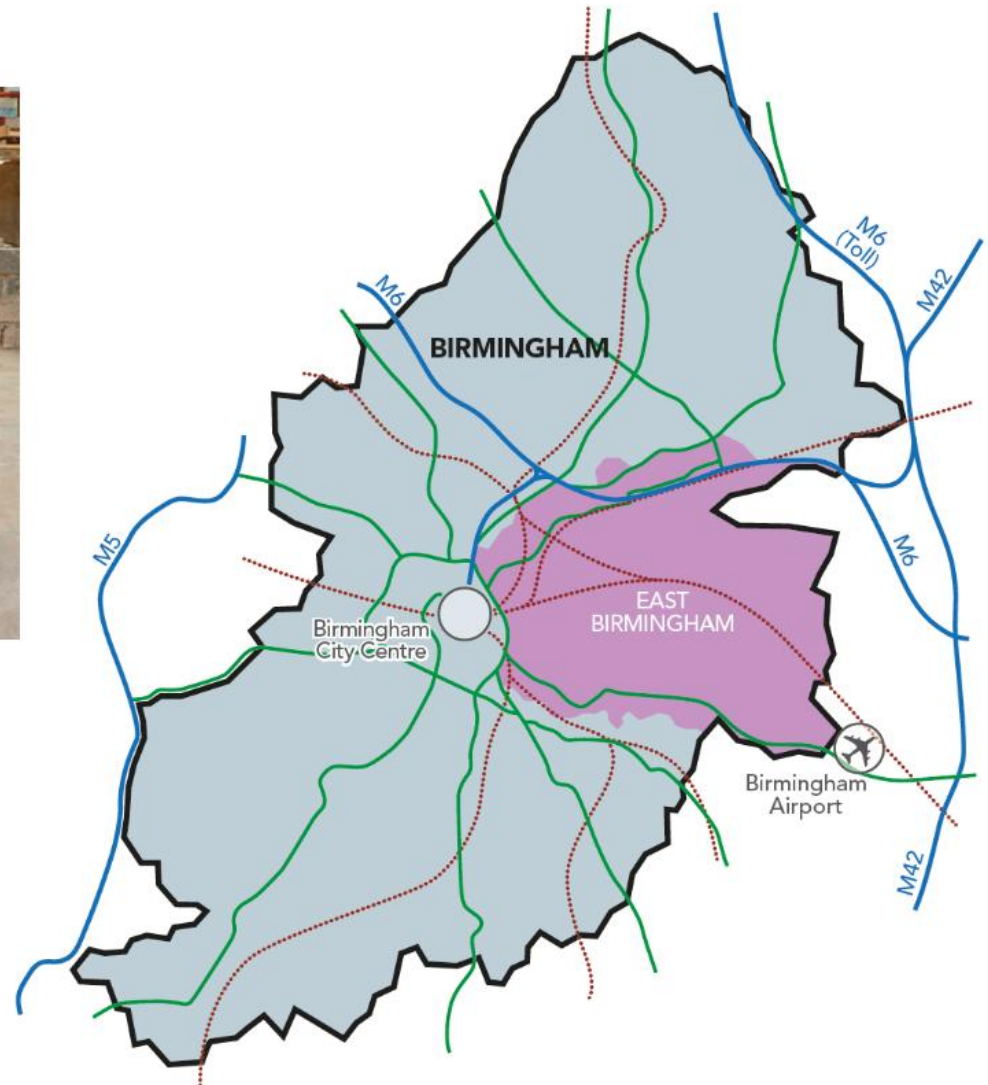 M6
(Toll)
M42
M6
BIRMINGHAM
M5
M6
EAST
BIRMINGHAM
Birmingham
City Centre
Birmingham
Airport
M42